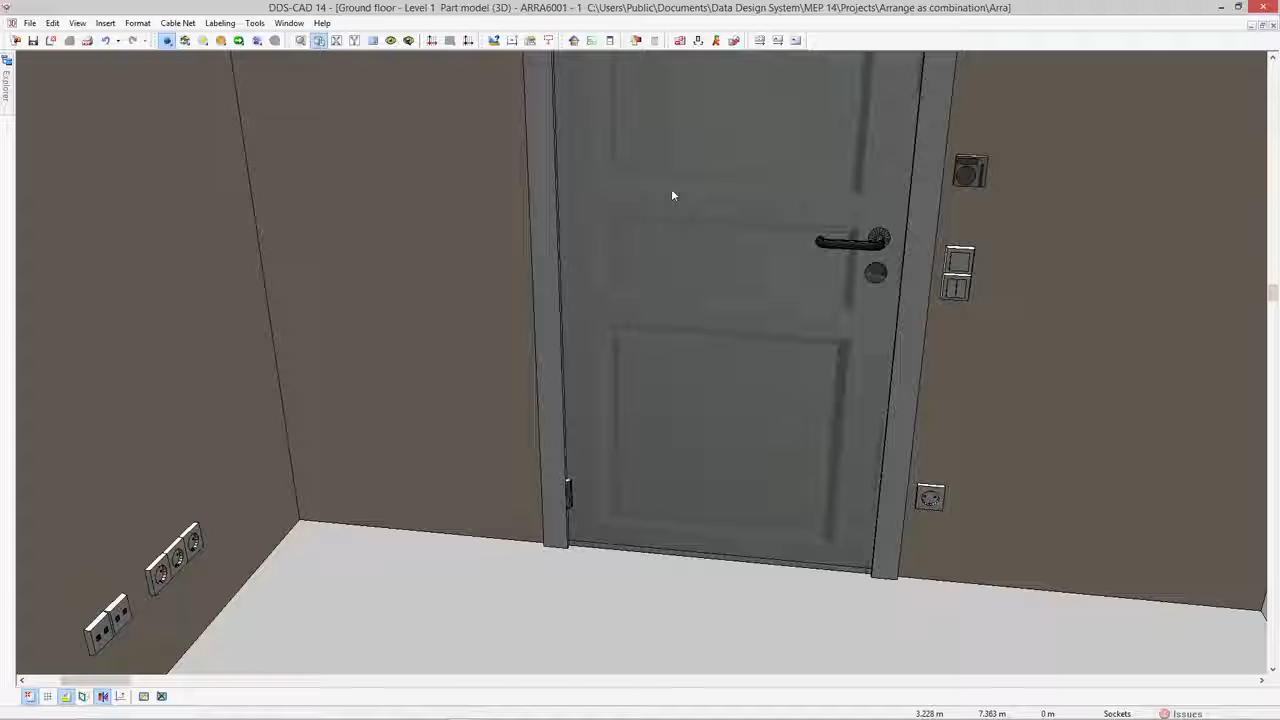 DDS-CAD 14 - [Ground floor - Level 1  Part model (3D) - ARRA6001 - 1  C:\Users\Public\Documents\Data Design System\MEP 14\Projects\Arrange as combination\Arra]
File Edit View Insert Format Cable Net Labeling Tools Window Help
Explorer
3.228 m 7.363 m 0 m Sockets Issues